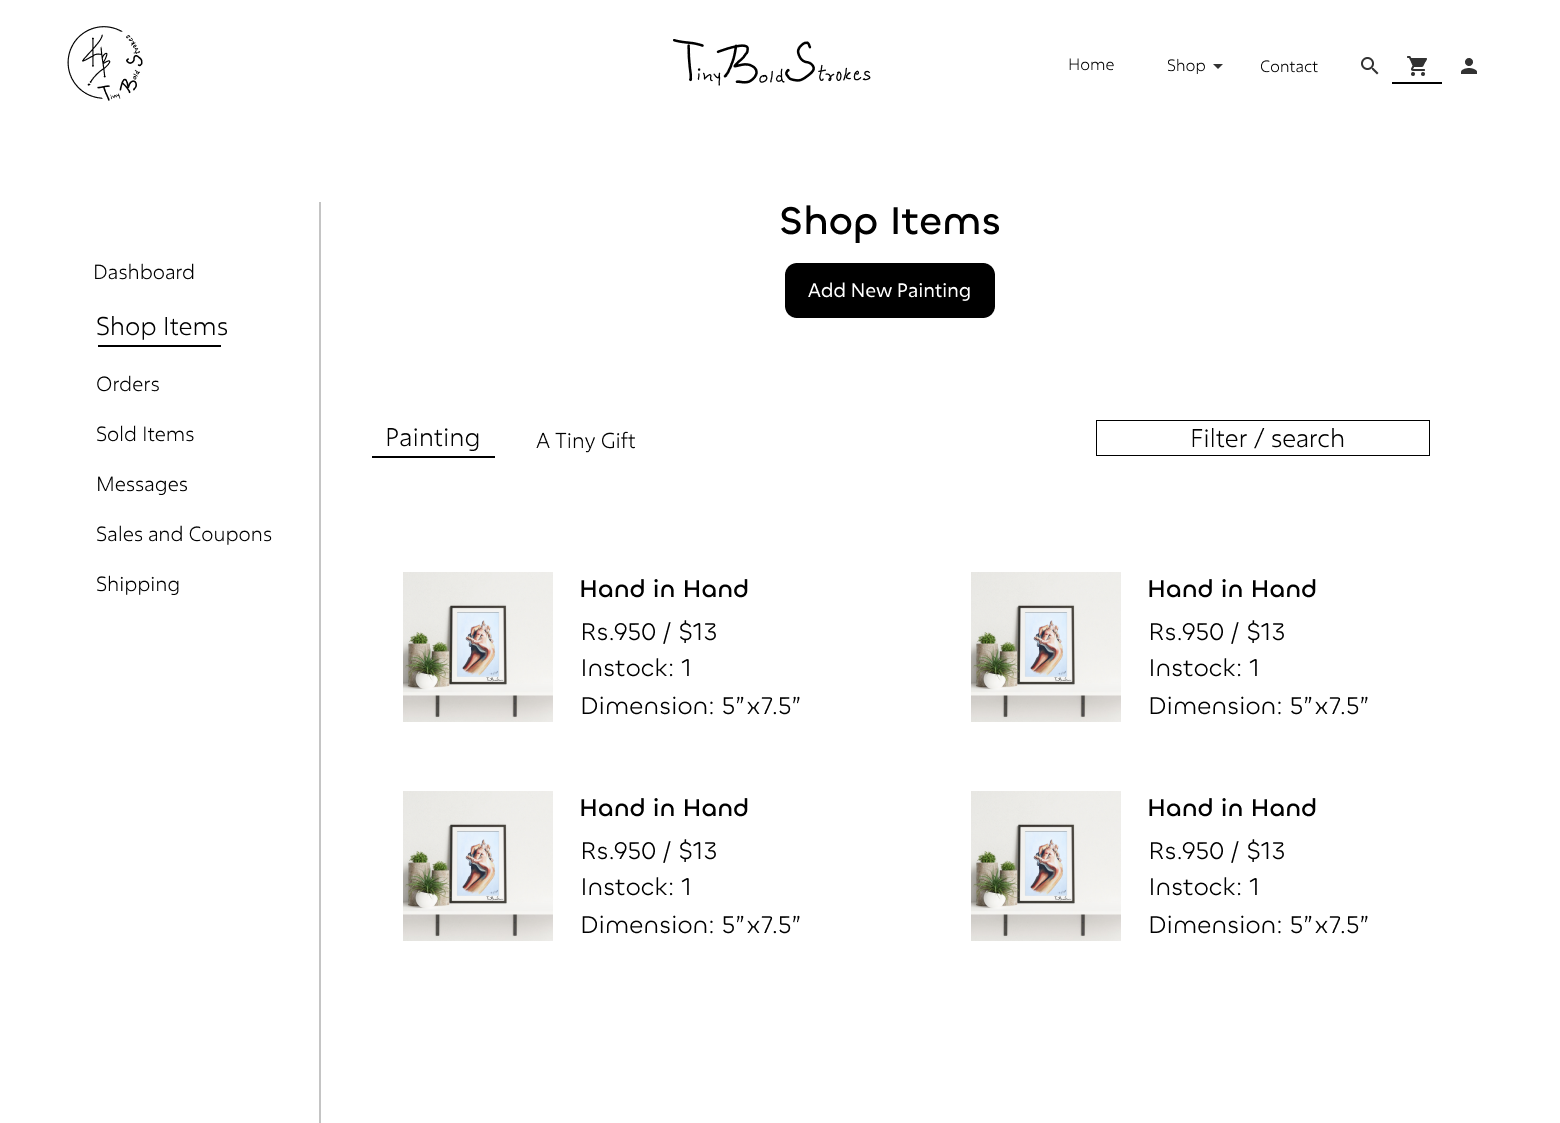 Tiny Bold Strokes
TinyBoldStrokes
Home
Shop
Contact
Shop Items
Add New Painting
Dashboard
Shop Items
Orders
Sold Items
Messages
Sales and Coupons
Shipping
Painting
A Tiny Gift
Filter / search
Hand in Hand
Rs.950 / $13
Instock: 1
Dimension: 5”x7.5”
Hand in Hand
Rs.950 / $13
Instock: 1
Dimension: 5”x7.5”
Hand in Hand
Rs.950 / $13
Instock: 1
Dimension: 5”x7.5”
Hand in Hand
Rs.950 / $13
Instock: 1
Dimension: 5”x7.5”